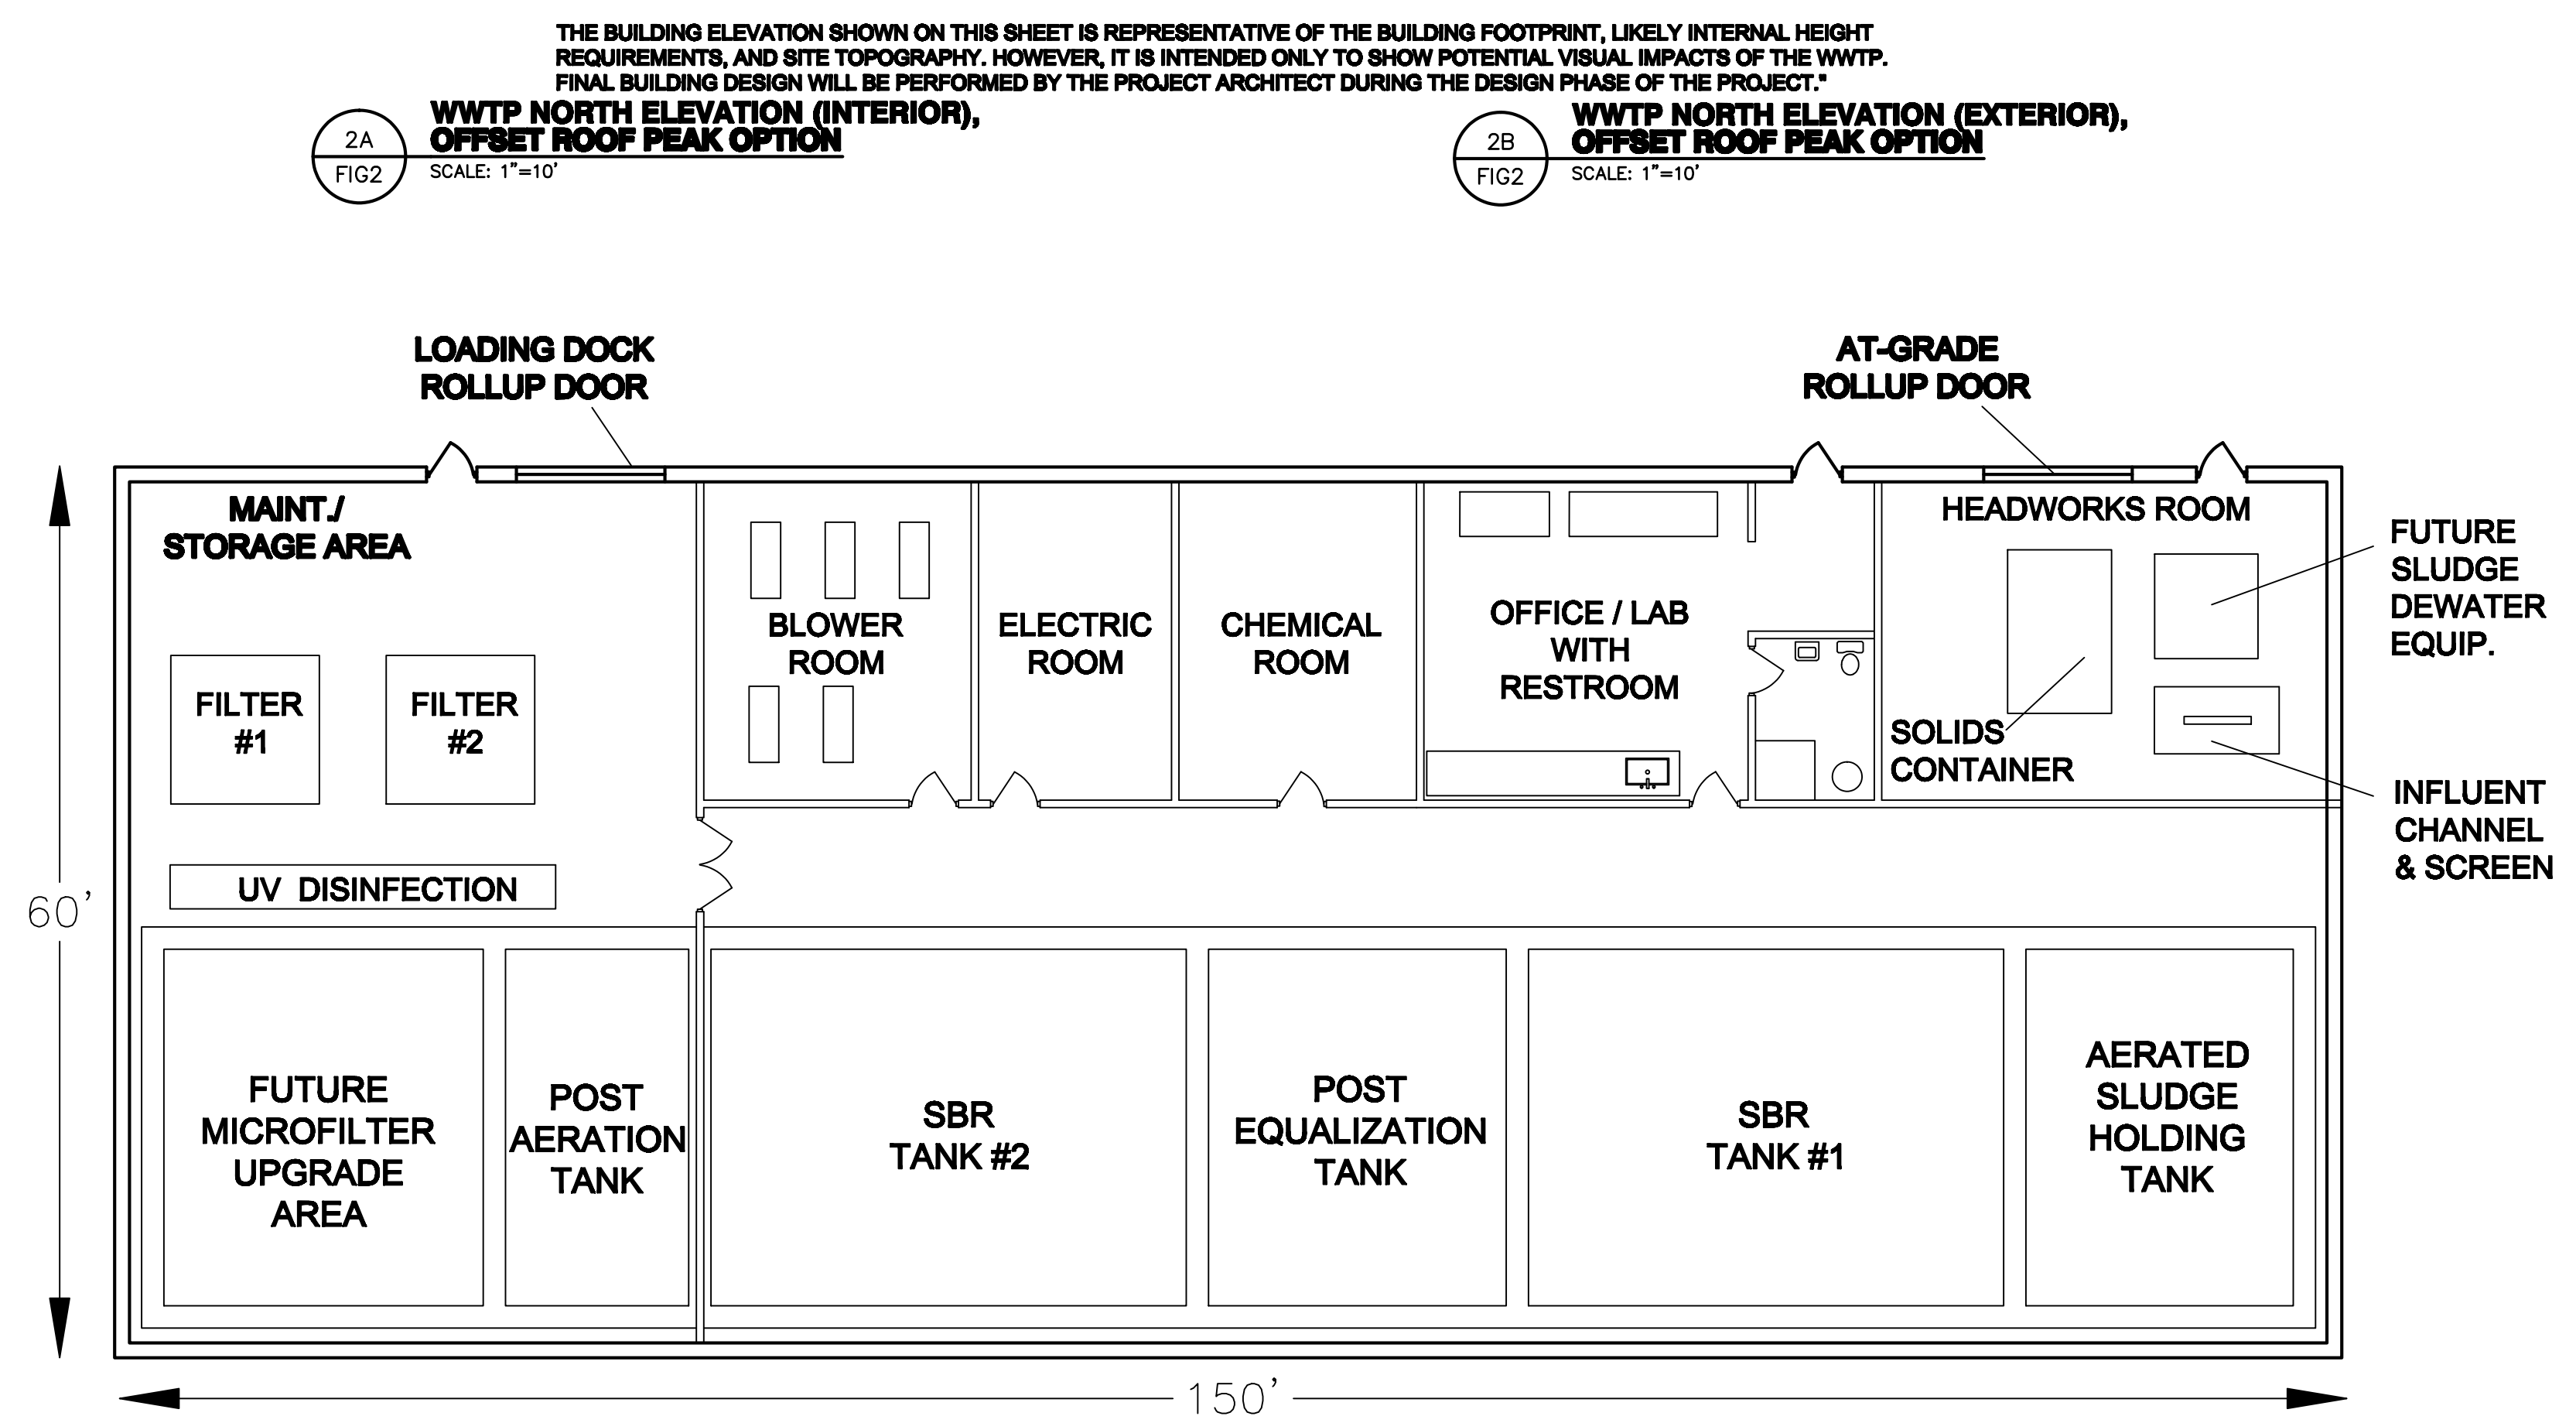 THE BUILDING ELEVATION SHOWN ON THIS SHEET IS REPRESENTATIVE OF THE BUILDING FOOTPRINT, LIKELY INTERNAL HEIGHT
REQUIREMENTS, AND SITE TOPOGRAPHY. HOWEVER, IT IS INTENDED ONLY TO SHOW POTENTIAL VISUAL IMPACTS OF THE WWTP.
FINAL BUILDING DESIGN WILL BE PERFORMED BY THE PROJECT ARCHITECT DURING THE DESIGN PHASE OF THE PROJECT."
2A
FIG2
WWTP NORTH ELEVATION (INTERIOR),
OFFSET ROOF PEAK OPTION
SCALE: 1"=10'
2B
FIG2
WWTP NORTH ELEVATION (EXTERIOR),
OFFSET ROOF PEAK OPTION
SCALE: 1"=10'
LOADING DOCK
ROLLUP DOOR
AT-GRADE
ROLLUP DOOR
MAINT./
STORAGE AREA
HEADWORKS ROOM
FUTURE
SLUDGE
DEWATER
EQUIP.
BLOWER
ROOM
ELECTRIC
ROOM
CHEMICAL
ROOM
OFFICE / LAB
WITH
RESTROOM
FILTER
#1
FILTER
#2
SOLIDS
CONTAINER
INFLUENT
CHANNEL
& SCREEN
UV DISINFECTION
60'
FUTURE
MICROFILTER
UPGRADE
AREA
POST
AERATION
TANK
SBR
TANK #2
POST
EQUALIZATION
TANK
SBR
TANK #1
AERATED
SLUDGE
HOLDING
TANK
150'